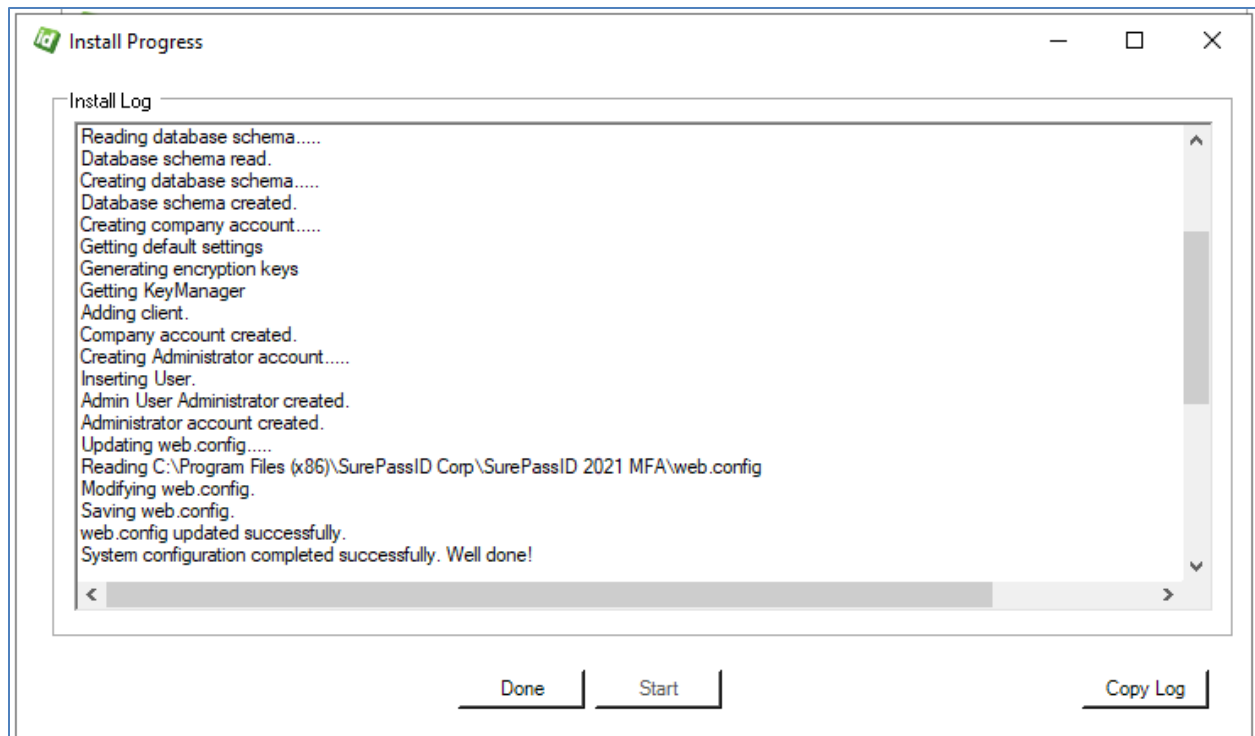 id Install Progress
Install Log
Reading database schema.....
Database schema read.
Creating database schema.....
Database schema created.
Creating company account.....
Getting default settings
Generating encryption keys
Getting KeyManager
Adding client.
Company account created.
Creating Administrator account.....
Inserting User.
Admin User Administrator created.
Administrator account created.
Updating web.config.....
Reading C:\Program Files (x86)\SurePassID Corp\SurePassID 2021 MFA\web.config
Modifying web.config.
Saving web.config.
web.config updated successfully.
System configuration completed successfully. Well done!
Done Start Copy Log